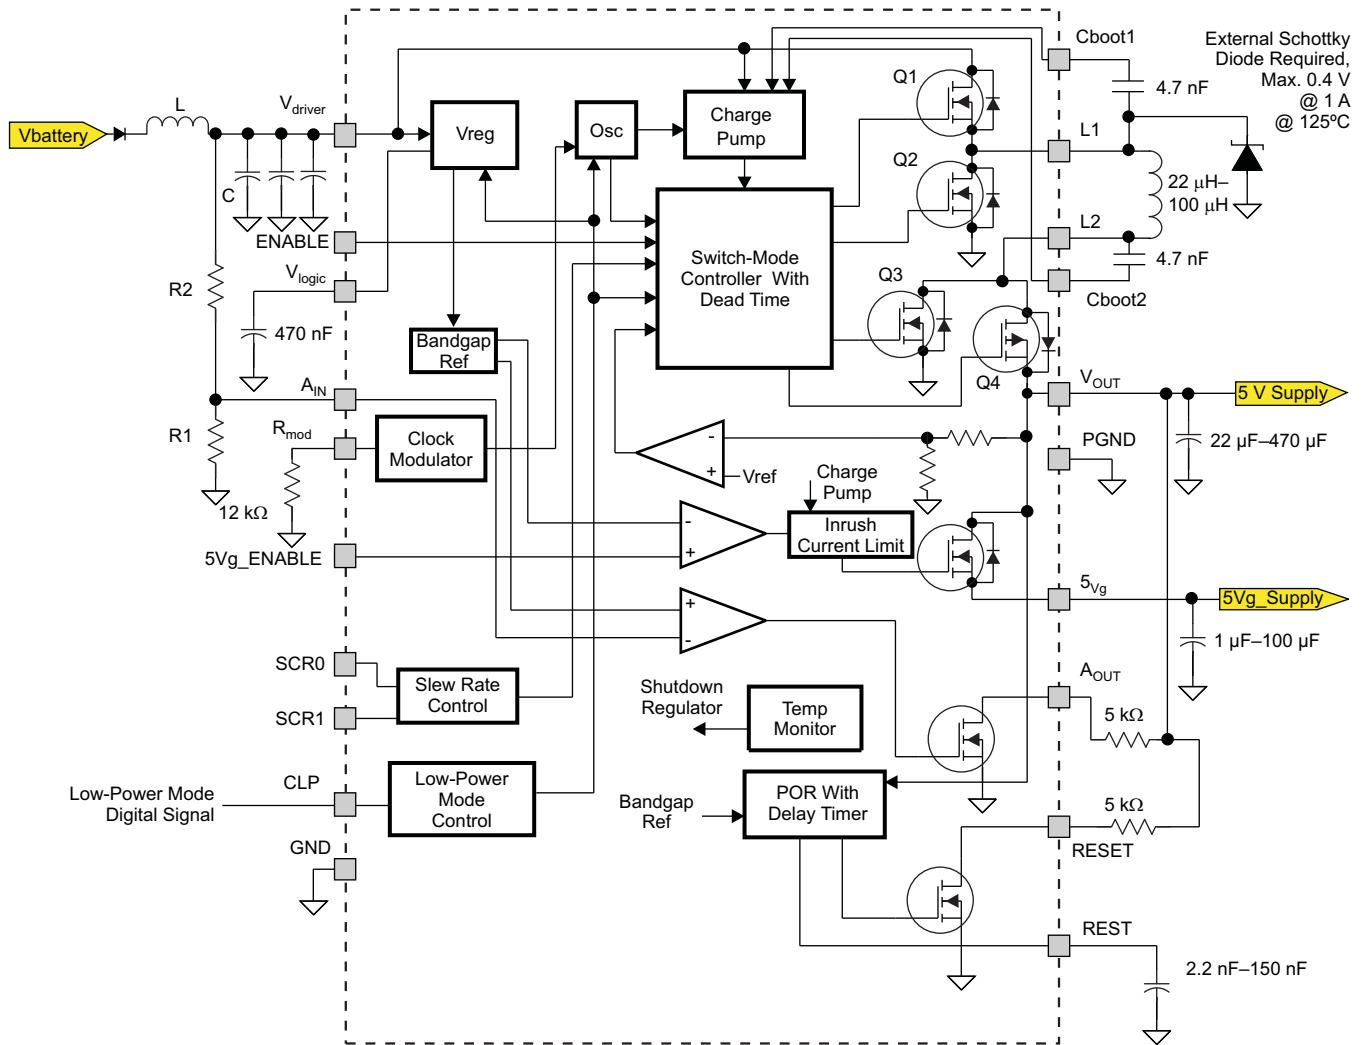 Cboot1
External Schottky
Diode Required,
Max. 0.4 V
@ 1 A
@ 125ºC
4.7 nF
Vbattery
L
Vdriver
C
Vreg
Osc
Charge
Pump
Q1
Q2
L1
22 µH–
100 µH
L2
4.7 nF
Cboot2
ENABLE
Vlogic
470 nF
R2
Switch-Mode
Controller With
Dead Time
Q3
Q4
Bandgap
Ref
AIN
R1
Rmod
12 kΩ
Clock
Modulator
VOUT
5 V Supply
22 µF–470 µF
PGND
-
+
Vref
Charge
Pump
Inrush
Current Limit
-
+
5Vg_ENABLE
5Vg
5Vg_Supply
1 µF–100 µF
+
-
SCR0
SCR1
Slew Rate
Control
Shutdown
Regulator
Temp
Monitor
AOUT
5 kΩ
Low-Power Mode
Digital Signal
CLP
Low-Power
Mode
Control
Bandgap
Ref
POR With
Delay Timer
5 kΩ
RESET
GND
REST
2.2 nF–150 nF